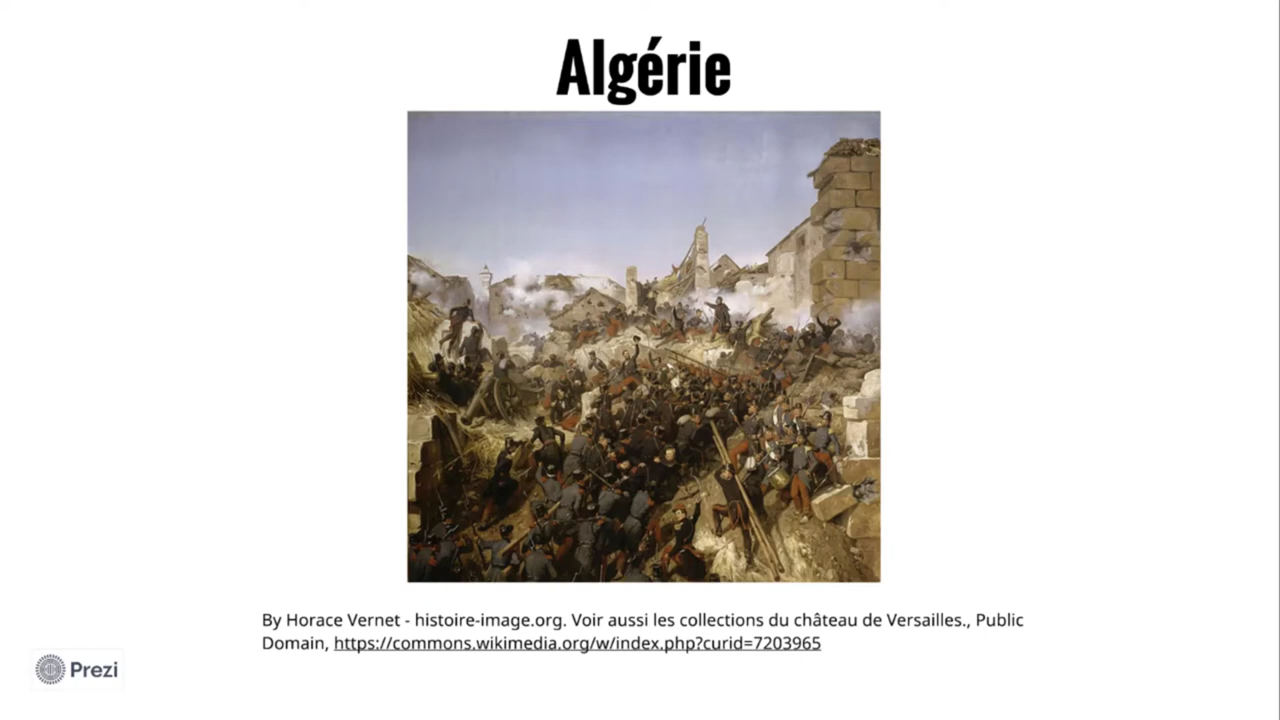 Algérie
By Horace Vernet - histoire-image.org. Voir aussi les collections du château de Versailles., Public
Domain, https://commons.wikimedia.org/w/index.php?curid=7203965
Prezi